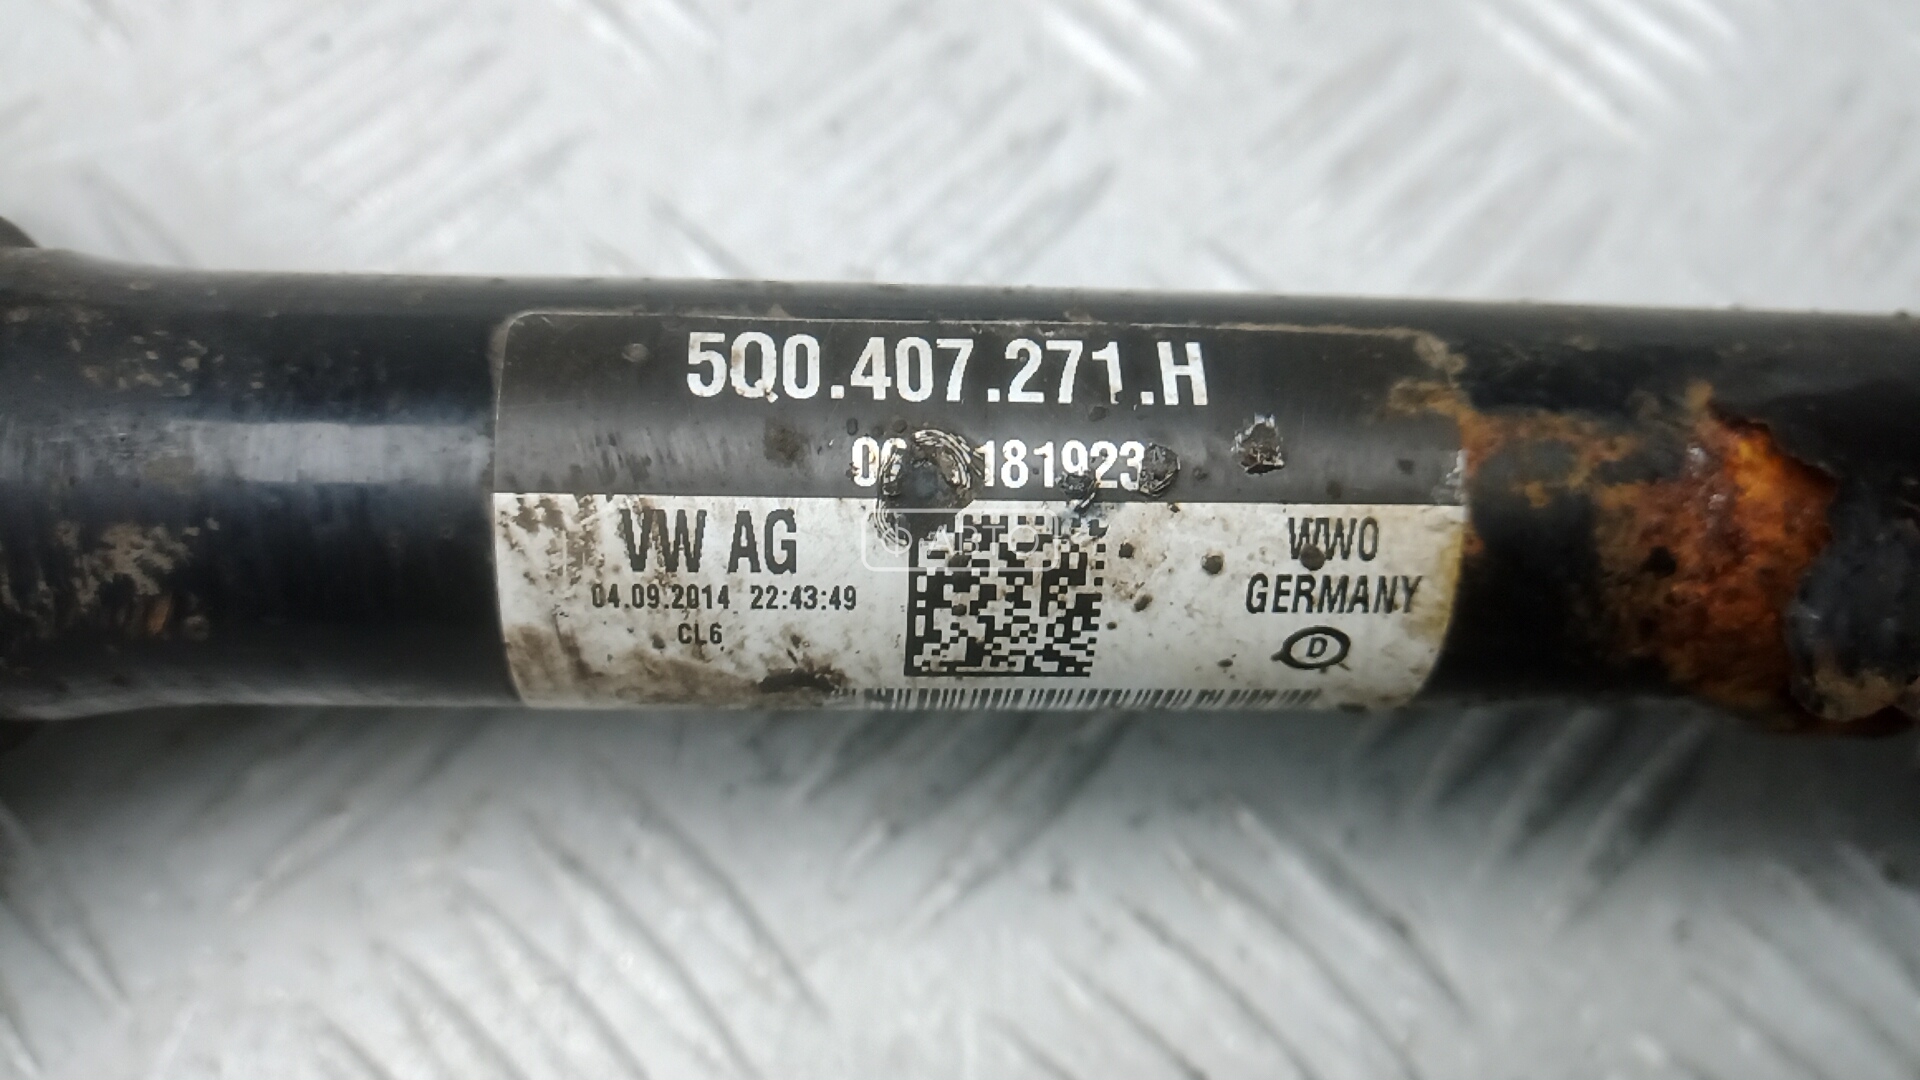 5Q0.407.271.H
181923
VW AG
WWO
04.09.2014 22:43:49
GERMANY
CL6
D